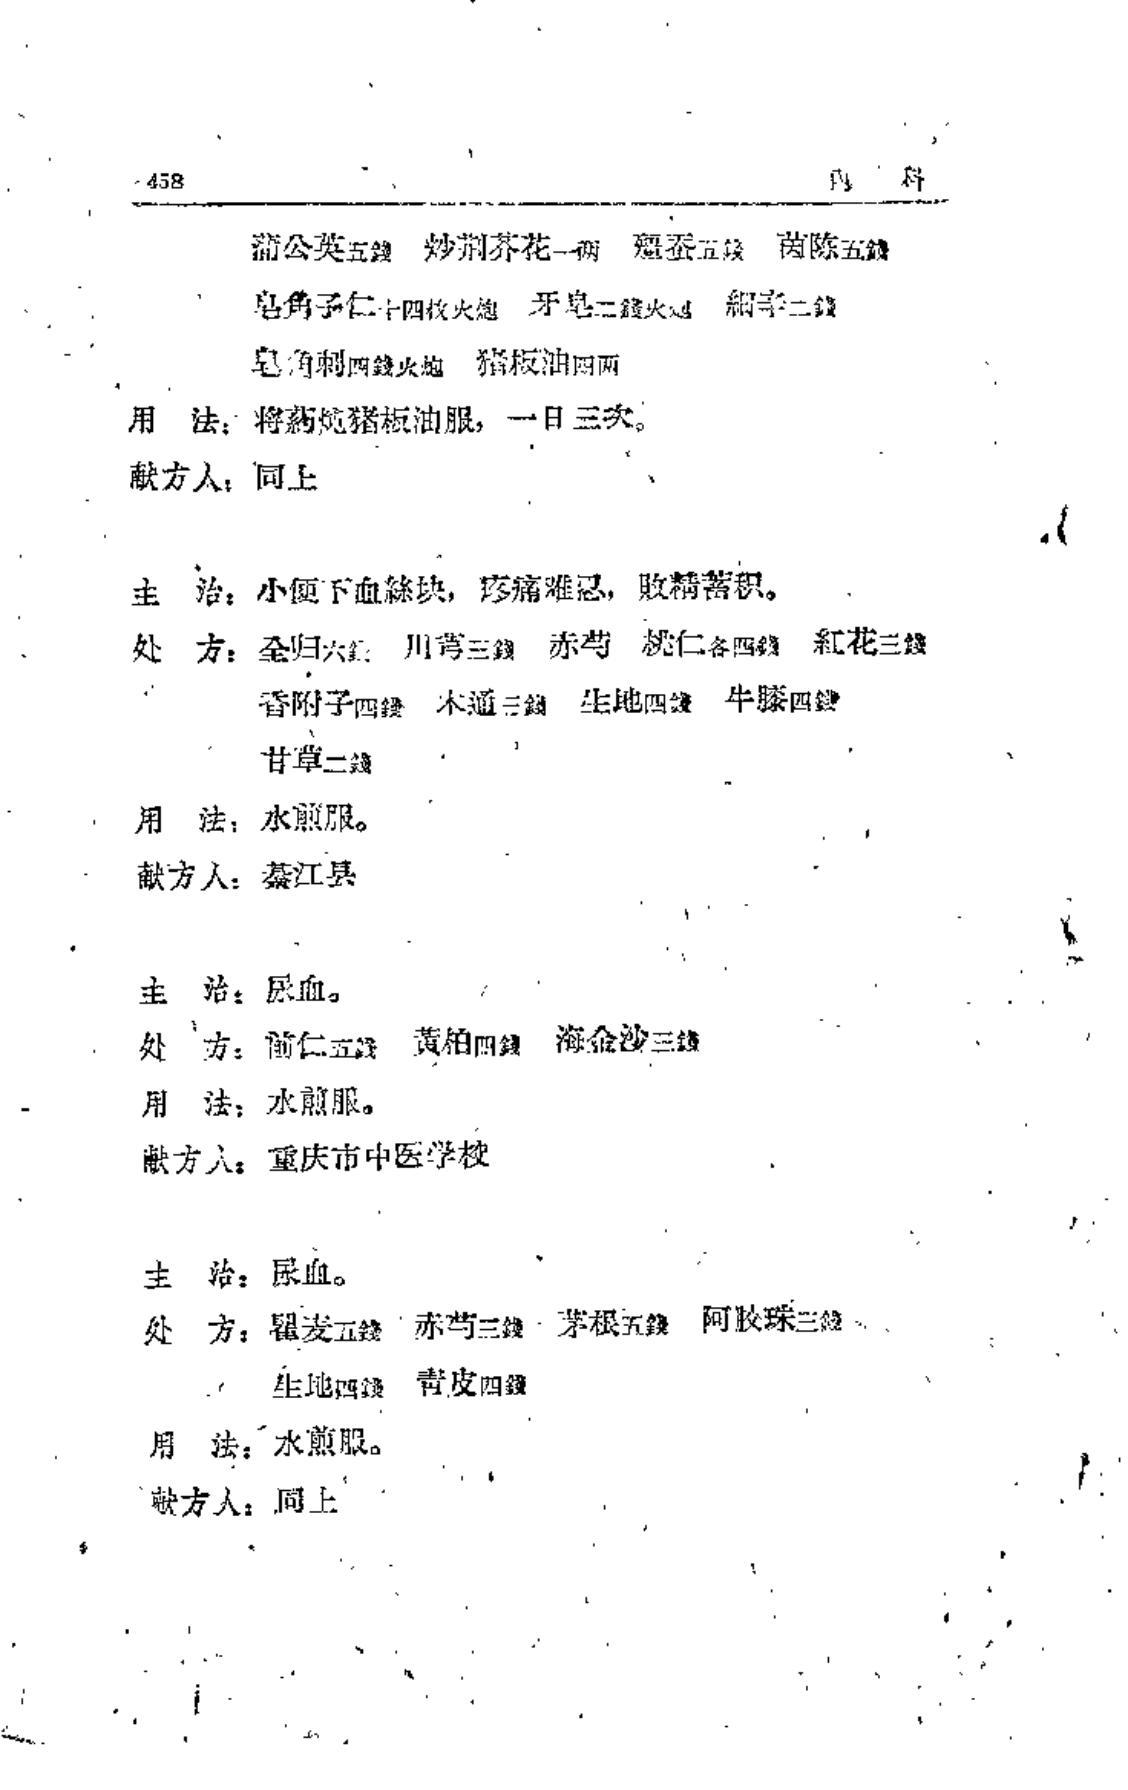 458 内 科
蒲公英五錢 炒荆芥花一兩 殭蚕五錢 茵陈五錢
皂角子仁十四枚火炮 牙皂二錢火炮 細辛二錢
皂角刺四錢火炮 猪板油四两
用 法：将药炖猪板油服，一日三次。
献方人：同上
主 治：小便下血絲块，疼痛难忍，敗精蓄积。
处 方：全归六錢 川芎三錢 赤芍 桃仁各四錢 紅花三錢
香附子四錢 木通三錢 生地四錢 牛膝四錢
甘草二錢
用 法：水煎服。
献方人：綦江县
主 治：尿血。
处 方：前仁五錢 黃柏四錢 海金沙三錢
用 法：水煎服。
献方人：重庆市中医学校
主 治：尿血。
处 方：瞿麦五錢 赤芍三錢 茅根五錢 阿胶珠三錢
生地四錢 青皮四錢
用 法：水煎服。
献方人：同上